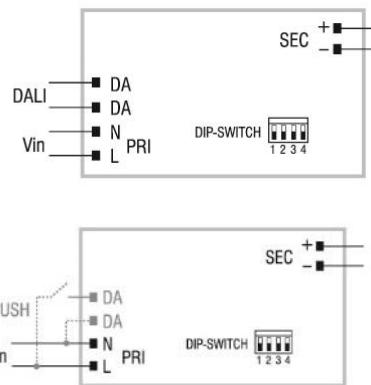 SEC + −
DALI DA
DA
Vin N
L PRI
DIP-SWITCH
1 2 3 4
SEC + −
USH DA
DA
n N
L PRI
DIP-SWITCH
1 2 3 4